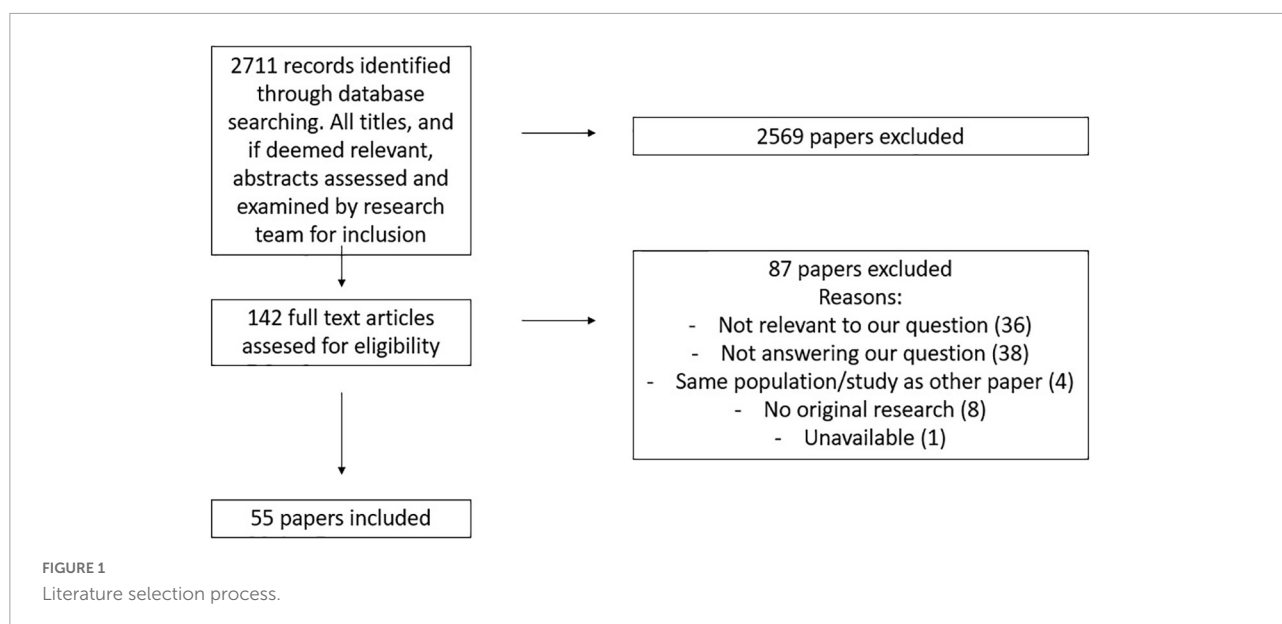 2711 records identified
through database
searching. All titles, and
if deemed relevant,
abstracts assessed and
examined by research
team for inclusion
2569 papers excluded
142 full text articles
assesed for eligibility
87 papers excluded
Reasons:
- Not relevant to our question (36)
- Not answering our question (38)
- Same population/study as other paper (4)
- No original research (8)
- Unavailable (1)
55 papers included
FIGURE 1
Literature selection process.